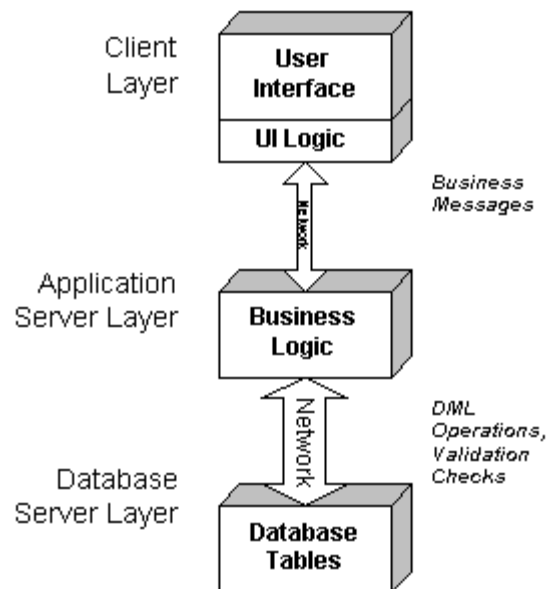 Client
Layer
User
Interface
UI Logic
Network
Business
Messages
Application
Server Layer
Business
Logic
Network
DML
Operations,
Validation
Checks
Database
Server Layer
Database
Tables